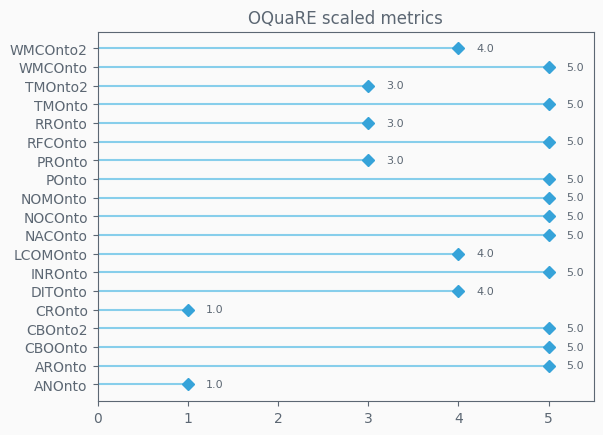 OQuaRE scaled metrics
WMCOnto2 4.0
WMCOnto 5.0
TMOnto2 3.0
TMOnto 5.0
RROnto 3.0
RFCOnto 5.0
PROnto 3.0
POnto 5.0
NOMOnto 5.0
NOCOnto 5.0
NACOnto 5.0
LCOMOnto 4.0
INROnto 5.0
DITOnto 4.0
CROnto 1.0
CBOnto2 5.0
CBOOnto 5.0
AROnto 5.0
ANOnto 1.0
0 1 2 3 4 5